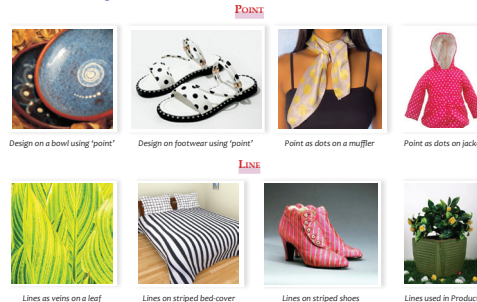 Point
Design on a bowl using ‘point’
Design on footwear using ‘point’
Point as dots on a muffler
Point as dots on jack
Line
Lines as veins on a leaf
Lines on striped bed-cover
Lines on striped shoes
Lines used in Produc